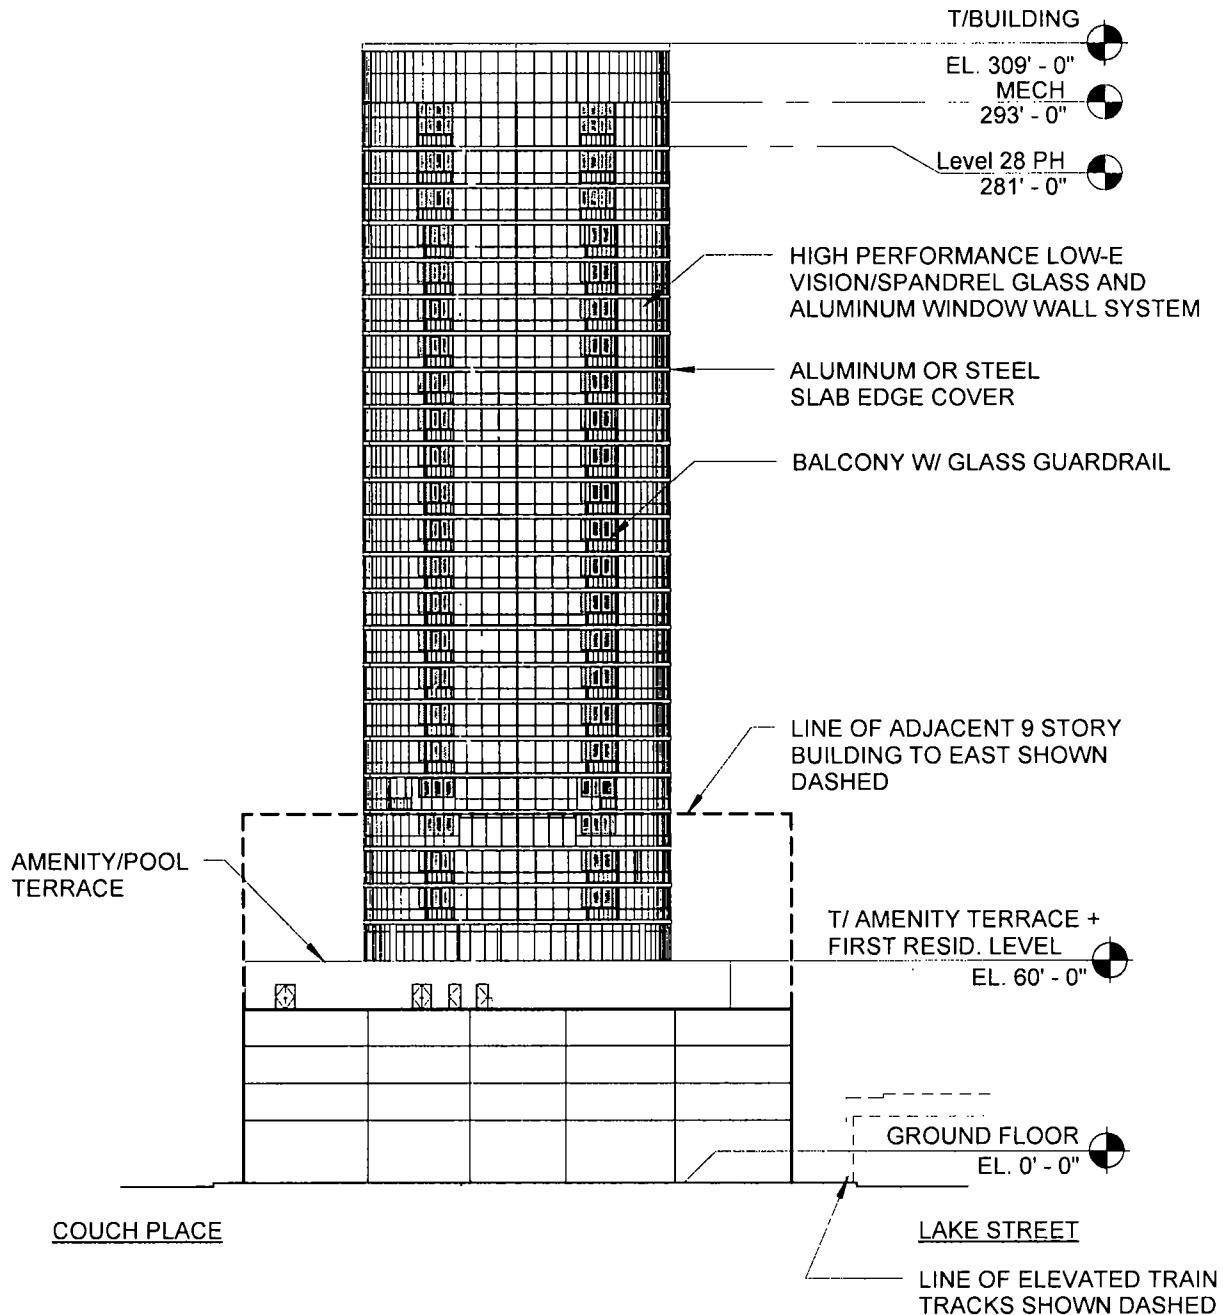 T/BUILDING
EL. 309' - 0"
MECH
293' - 0"
Level 28 PH
281' - 0"
HIGH PERFORMANCE LOW-E
VISION/SPANDREL GLASS AND
ALUMINUM WINDOW WALL SYSTEM
ALUMINUM OR STEEL
SLAB EDGE COVER
BALCONY W/ GLASS GUARDRAIL
LINE OF ADJACENT 9 STORY
BUILDING TO EAST SHOWN
DASHED
AMENITY/POOL
TERRACE
T/ AMENITY TERRACE +
FIRST RESID. LEVEL
EL. 60' - 0"
GROUND FLOOR
EL. 0' - 0"
COUCH PLACE
LAKE STREET
LINE OF ELEVATED TRAIN
TRACKS SHOWN DASHED